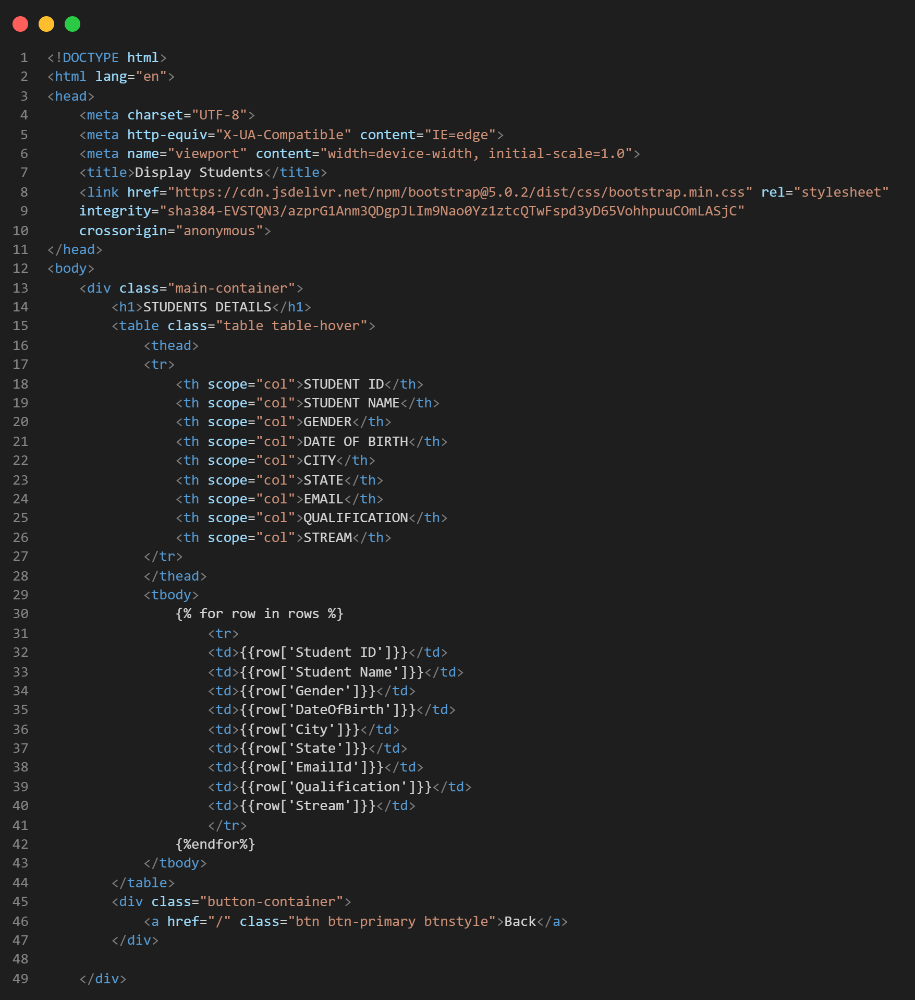 1 <!DOCTYPE html>
2 <html lang="en">
3 <head>
4     <meta charset="UTF-8">
5     <meta http-equiv="X-UA-Compatible" content="IE=edge">
6     <meta name="viewport" content="width=device-width, initial-scale=1.0">
7     <title>Display Students</title>
8     <link href="https://cdn.jsdelivr.net/npm/bootstrap@5.0.2/dist/css/bootstrap.min.css" rel="stylesheet"
9     integrity="sha384-EVSTQN3/azprG1Anm3QDgpJLIm9Nao0Yz1ztcQTwFspd3yD65VohhpuuCOmLASjC"
10     crossorigin="anonymous">
11 </head>
12 <body>
13     <div class="main-container">
14         <h1>STUDENTS DETAILS</h1>
15         <table class="table table-hover">
16             <thead>
17             <tr>
18                 <th scope="col">STUDENT ID</th>
19                 <th scope="col">STUDENT NAME</th>
20                 <th scope="col">GENDER</th>
21                 <th scope="col">DATE OF BIRTH</th>
22                 <th scope="col">CITY</th>
23                 <th scope="col">STATE</th>
24                 <th scope="col">EMAIL</th>
25                 <th scope="col">QUALIFICATION</th>
26                 <th scope="col">STREAM</th>
27             </tr>
28             </thead>
29             <tbody>
30                 {% for row in rows %}
31                     <tr>
32                     <td>{{row['Student ID']}}</td>
33                     <td>{{row['Student Name']}}</td>
34                     <td>{{row['Gender']}}</td>
35                     <td>{{row['DateOfBirth']}}</td>
36                     <td>{{row['City']}}</td>
37                     <td>{{row['State']}}</td>
38                     <td>{{row['EmailId']}}</td>
39                     <td>{{row['Qualification']}}</td>
40                     <td>{{row['Stream']}}</td>
41                     </tr>
42                 {%endfor%}
43             </tbody>
44         </table>
45         <div class="button-container">
46             <a href="/" class="btn btn-primary btnstyle">Back</a>
47         </div>
48
49     </div>